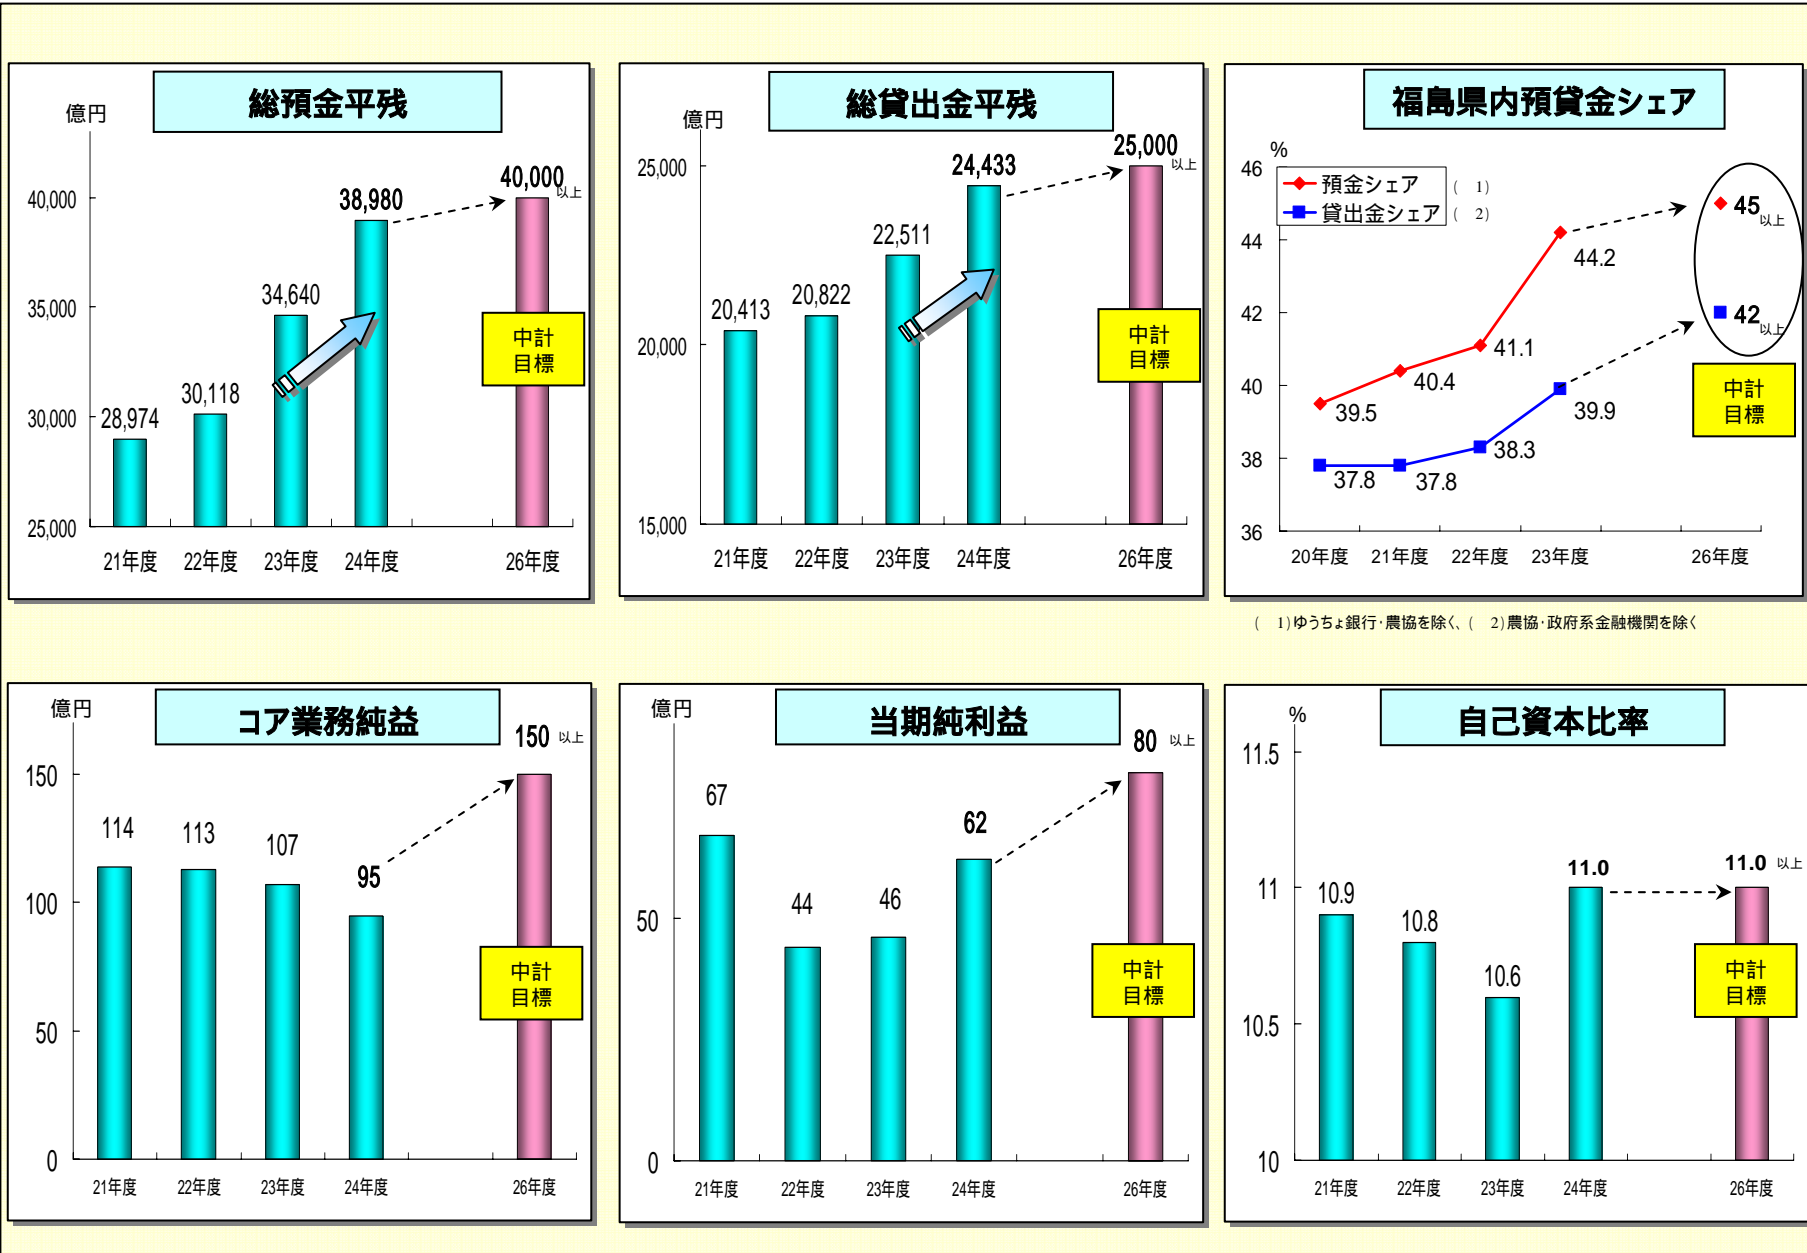 総預金平残
億円
40,000
35,000
30,000
25,000
28,974
30,118
34,640
38,980
40,000
以上
中計
目標
21年度
22年度
23年度
24年度
26年度
総貸出金平残
億円
25,000
20,000
15,000
20,413
20,822
22,511
24,433
25,000
以上
中計
目標
21年度
22年度
23年度
24年度
26年度
福島県内預貸金シェア
%
46
44
42
40
38
36
預金シェア ( 1)
貸出金シェア ( 2)
39.5
40.4
41.1
44.2
45 以上
37.8
37.8
38.3
39.9
42 以上
中計
目標
20年度
21年度
22年度
23年度
26年度
( 1)ゆうちょ銀行・農協を除く、( 2)農協・政府系金融機関を除く
コア業務純益
億円
150
100
50
0
114
113
107
95
150 以上
中計
目標
21年度
22年度
23年度
24年度
26年度
当期純利益
億円
50
0
67
44
46
62
80 以上
中計
目標
21年度
22年度
23年度
24年度
26年度
自己資本比率
%
11.5
11
10.5
10
10.9
10.8
10.6
11.0
11.0 以上
中計
目標
21年度
22年度
23年度
24年度
26年度